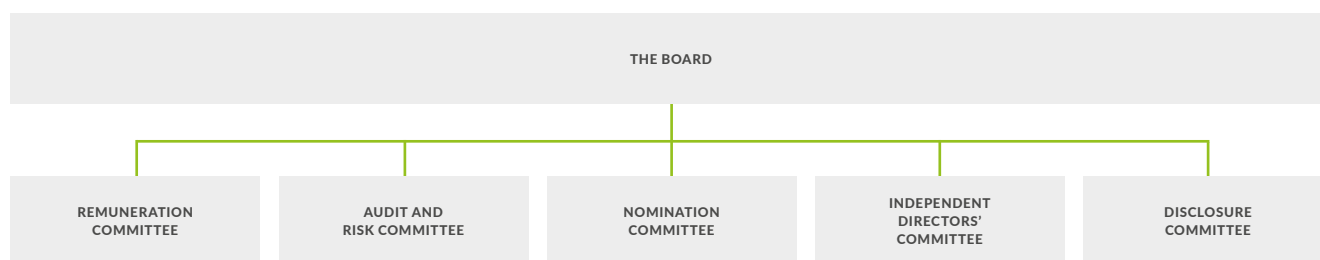 THE BOARD
REMUNERATION
COMMITTEE
AUDIT AND
RISK COMMITTEE
NOMINATION
COMMITTEE
INDEPENDENT
DIRECTORS’
COMMITTEE
DISCLOSURE
COMMITTEE